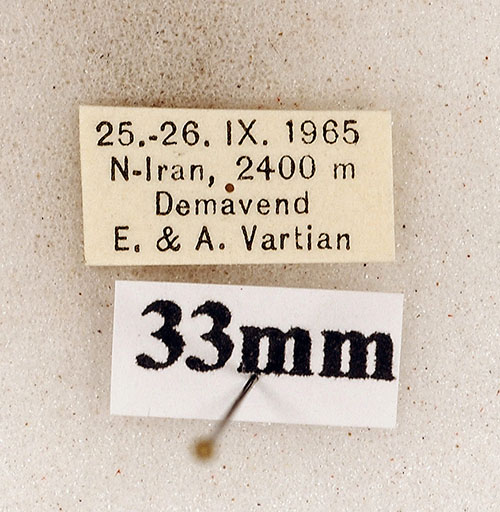 25.-26. IX. 1965
N-Iran, 2400 m
Demavend
E. & A. Vartian
33mm